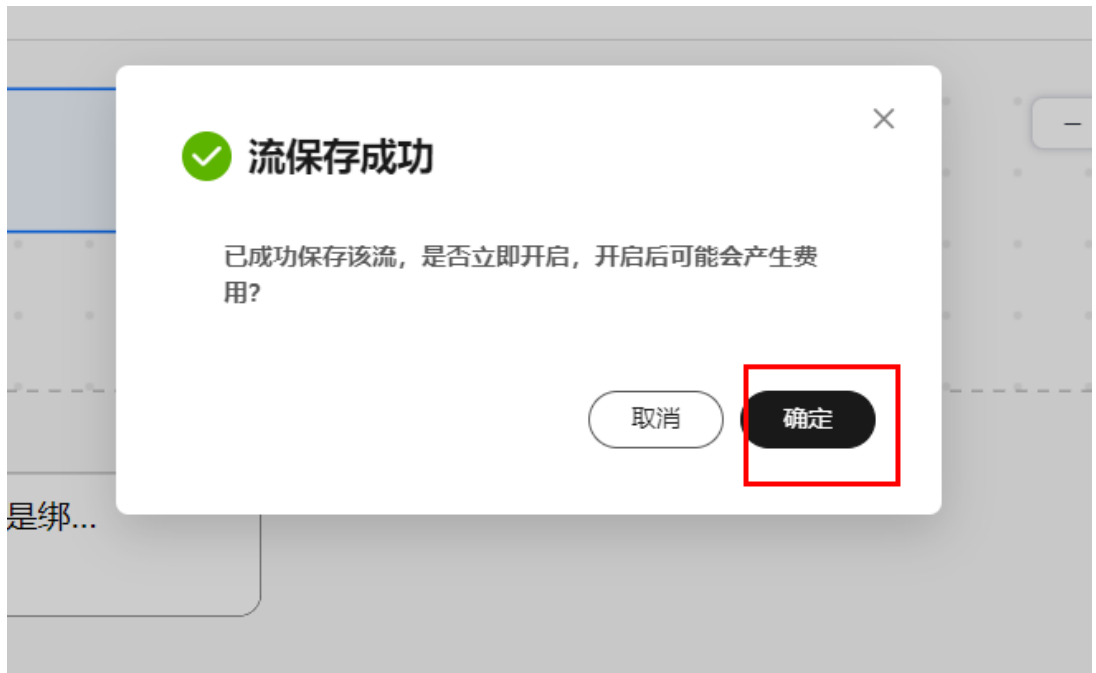 流保存成功
已成功保存该流，是否立即开启，开启后可能会产生费
用?
取消
确定
是绑...